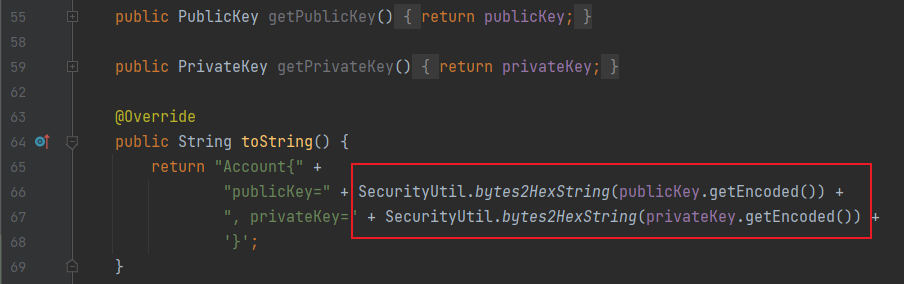 55 public PublicKey getPublicKey() { return publicKey; }
58
59 public PrivateKey getPrivateKey() { return privateKey; }
62
63 @Override
64 public String toString() {
65 return "Account{" +
66 "publicKey=" + SecurityUtil.bytes2HexString(publicKey.getEncoded()) +
67 ", privateKey=" + SecurityUtil.bytes2HexString(privateKey.getEncoded()) +
68 '}';
69 }